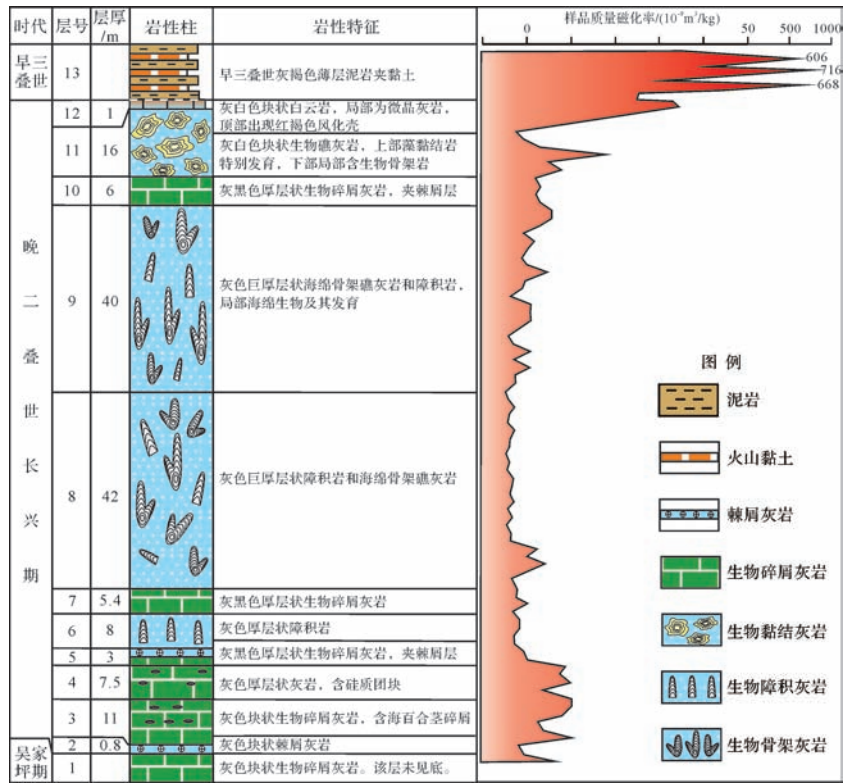 时代 层号 层厚/m 岩性柱 岩性特征
样品质量磁化率/(10⁻⁸m³/kg)
0 50 500 1000
606
716
668
早三叠世 13 早三叠世灰褐色薄层泥岩夹黏土
晚二叠世长兴期
12 1 灰白色块状白云岩，局部为微晶灰岩，
顶部出现红褐色风化壳
11 16 灰白色块状生物礁灰岩，上部藻黏结岩
特别发育，下部局部含生物骨架岩
10 6 灰黑色厚层状生物碎屑灰岩，夹棘屑层
9 40 灰色巨厚层状海绵骨架礁灰岩和障积岩，
局部海绵生物及其发育
8 42 灰色巨厚层状障积岩和海绵骨架礁灰岩
7 5.4 灰黑色厚层状生物碎屑灰岩
6 8 灰色厚层状障积岩
5 3 灰黑色厚层状生物碎屑灰岩，夹棘屑层
4 7.5 灰色厚层状灰岩，含硅质团块
3 11 灰色块状生物碎屑灰岩，含海百合茎碎屑
吴家坪期
2 0.8 灰色块状棘屑灰岩
1 灰色块状生物碎屑灰岩。该层未见底。
图 例
泥岩
火山黏土
棘屑灰岩
生物碎屑灰岩
生物黏结灰岩
生物障积灰岩
生物骨架灰岩